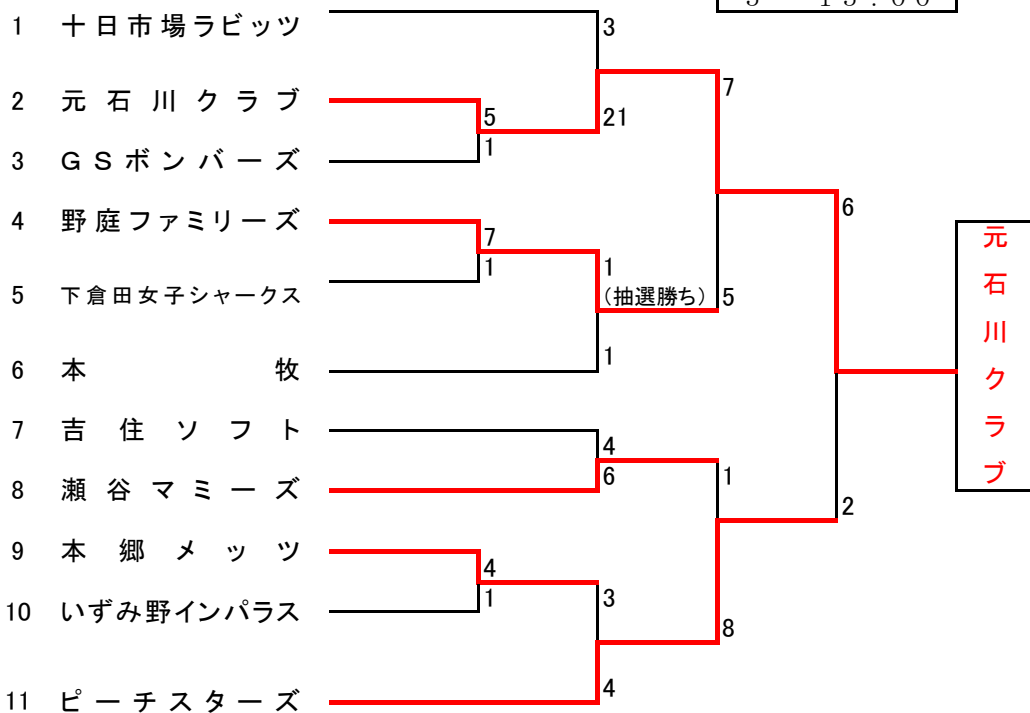 1 十日市場ラビッツ
2 元石川クラブ
3 GSボンバーズ
4 野庭ファミリーズ
5 下倉田女子シャークス
6 本牧
7 吉住ソフト
8 瀬谷マミーズ
9 本郷メッツ
10 いずみ野インパラス
11 ピーチスターズ
5
1
7
1
4
1
3
21
1
(抽選勝ち)
1
4
6
3
4
7
5
1
8
6
2
元石川クラブ